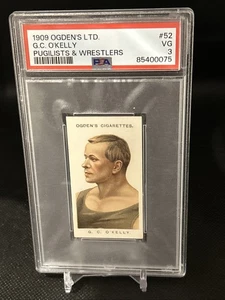 1909 OGDEN'S LTD. #52
G.C. O'KELLY VG
PUGILISTS & WRESTLERS 3
PSA 85400075
OGDEN'S CIGARETTES.
G. C. O'KELLY